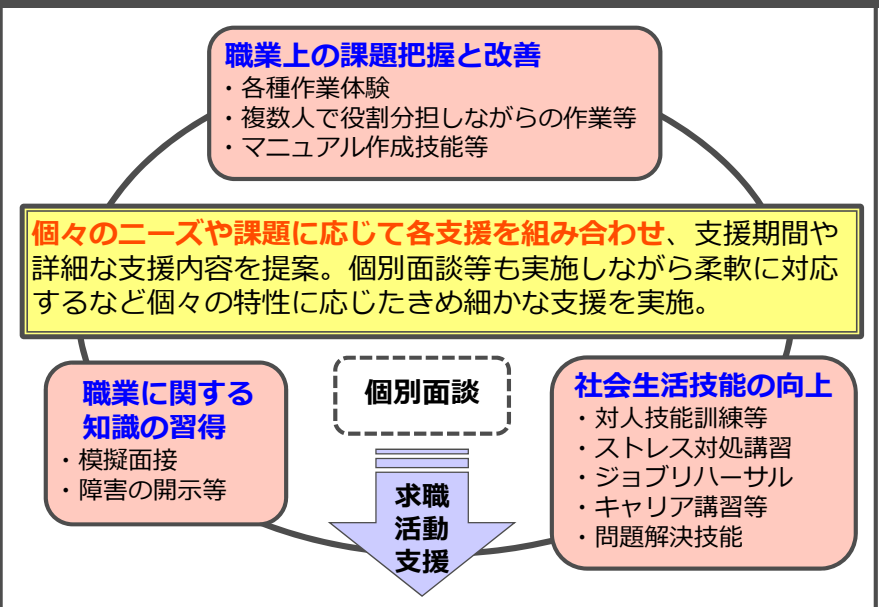 職業上の課題把握と改善
・各種作業体験
・複数人で役割分担しながらの作業等
・マニュアル作成技能等
個々のニーズや課題に応じて各支援を組み合わせ、支援期間や
詳細な支援内容を提案。個別面談等も実施しながら柔軟に対応
するなど個々の特性に応じたきめ細かな支援を実施。
職業に関する
知識の習得
・模擬面接
・障害の開示等
個別面談
求職
活動
支援
社会生活技能の向上
・対人技能訓練等
・ストレス対処講習
・ジョブリハーサル
・キャリア講習等
・問題解決技能